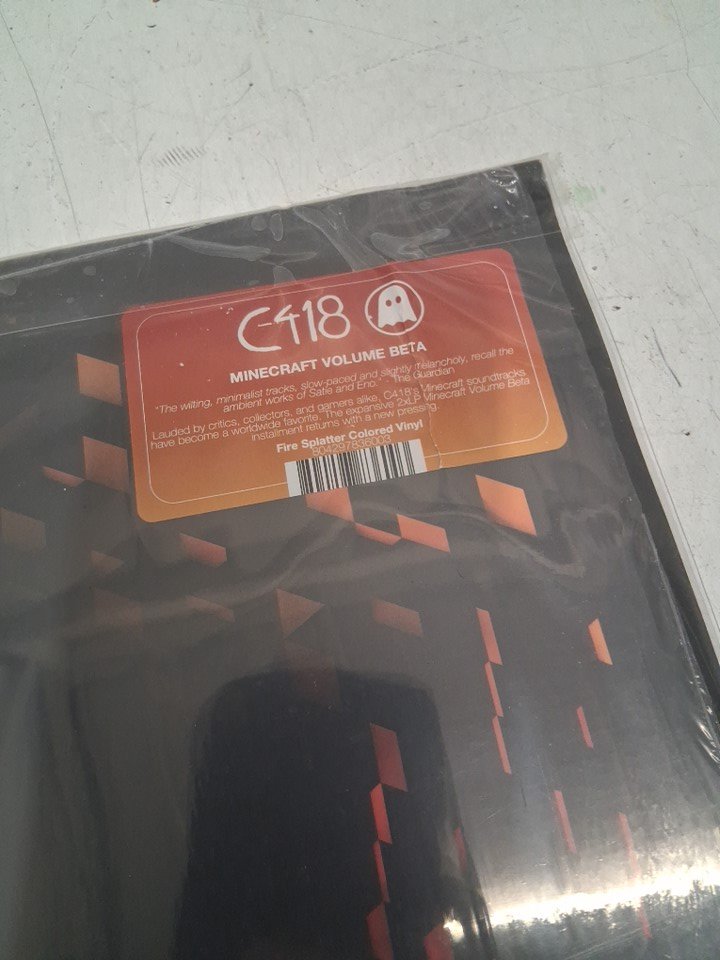 C418
MINECRAFT VOLUME BETA
"The wilting, minimalist tracks, slow-paced and slightly melancholy, recall the
ambient works of Satie and Eno." - The Guardian
Lauded by critics, collectors, and gamers alike, C418's Minecraft soundtracks
have become a worldwide favorite. The expansive 2xLP Minecraft Volume Beta
instalment returns with a new pressing.
Fire Splatter Colored Vinyl
804297836003